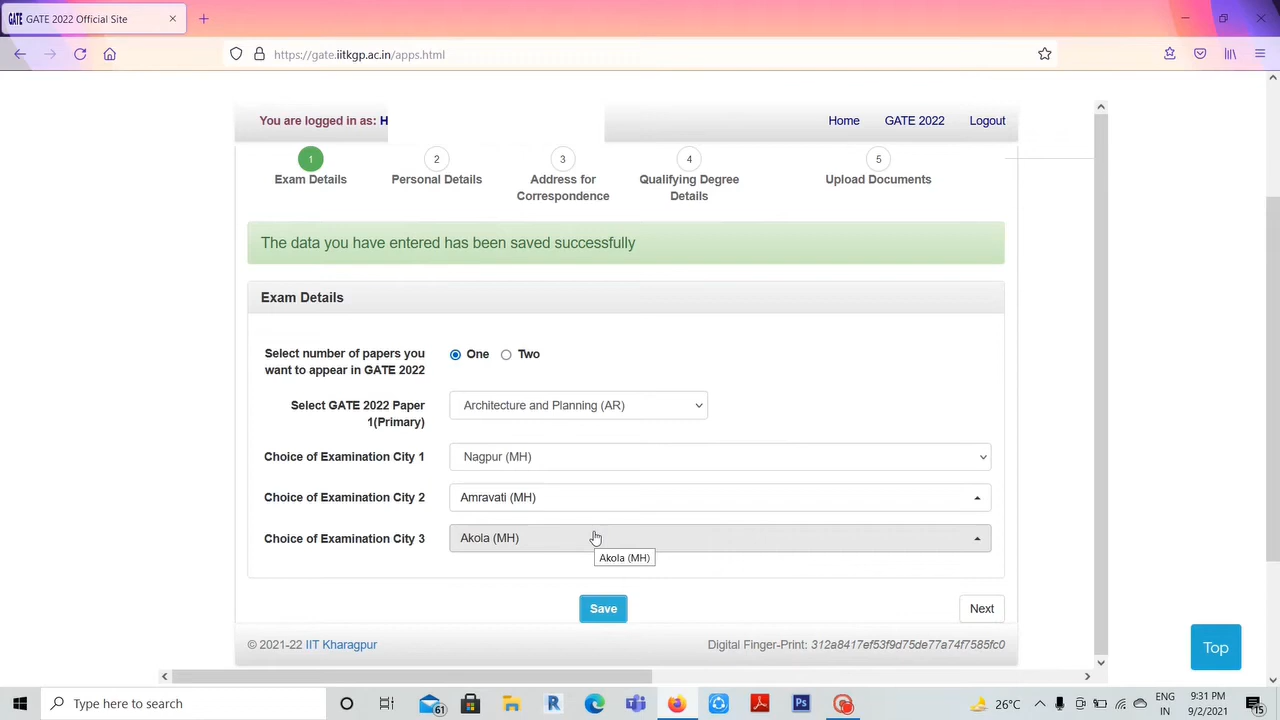 GATE GATE 2022 Official Site
https://gate.iitkgp.ac.in/apps.html
You are logged in as: H
Home GATE 2022 Logout
1 2 3 4 5
Exam Details Personal Details Address for Correspondence Qualifying Degree Details Upload Documents
The data you have entered has been saved successfully
Exam Details
Select number of papers you
want to appear in GATE 2022
One Two
Select GATE 2022 Paper
1(Primary)
Architecture and Planning (AR)
Choice of Examination City 1 Nagpur (MH)
Choice of Examination City 2 Amravati (MH)
Choice of Examination City 3 Akola (MH)
Akola (MH)
Save Next
© 2021-22 IIT Kharagpur Digital Finger-Print: 312a8417ef53f9d75de77a74f7585fc0
Top
Type here to search
61
R
Ps
26°C
ENG
IN
9:31 PM
9/2/2021
15